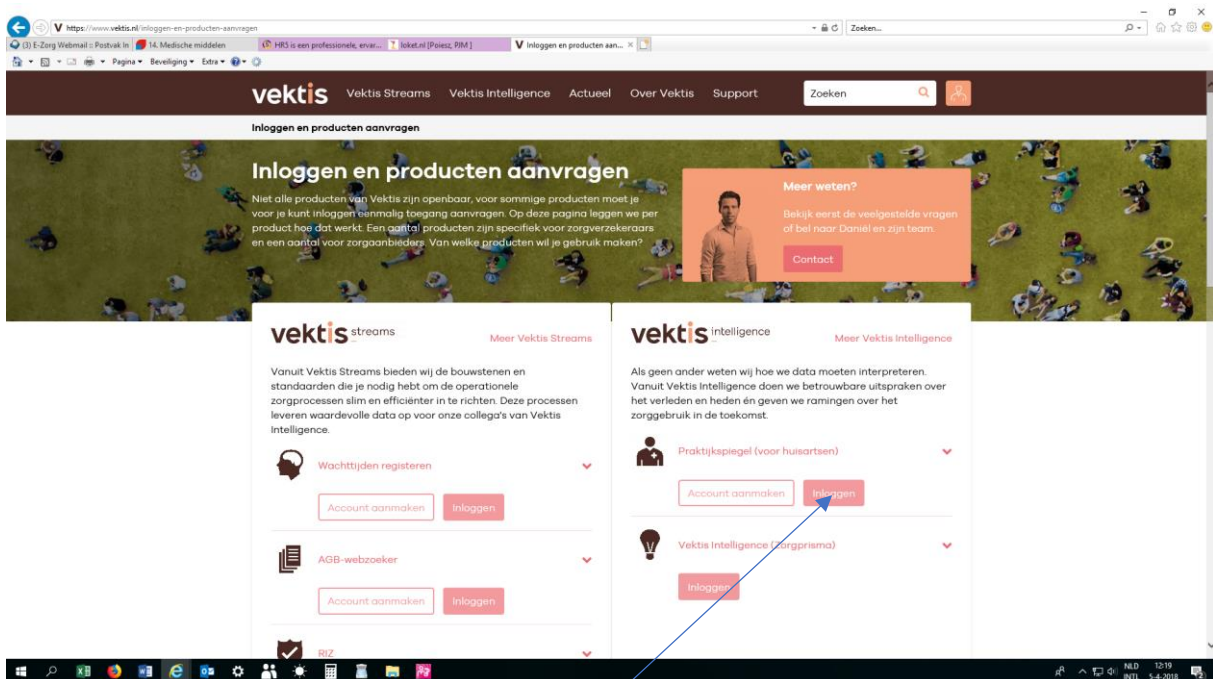 https://www.vektis.nl/inloggen-en-producten-aanvragen
Zoeken...
(3) E-Zorg Webmail :: Postvak In
14. Medische middelen
HR3 is een professionele, ervar...
loket.nl [Poiesz, PJM ]
Inloggen en producten aan...
Pagina
Beveiliging
Extra
vektis
Vektis Streams
Vektis Intelligence
Actueel
Over Vektis
Support
Zoeken
Inloggen en producten aanvragen
Inloggen en producten aanvragen
Niet alle producten van Vektis zijn openbaar, voor sommige producten moet je
voor je kunt inloggen eenmalig toegang aanvragen. Op deze pagina leggen we per
product hoe dat werkt. Een aantal producten zijn specifiek voor zorgverzekeraars
en een aantal voor zorgaanbieders. Van welke producten wil je gebruik maken?
Meer weten?
Bekijk eerst de veelgestelde vragen
of bel naar Daniël en zijn team.
Contact
vektis streams
Meer Vektis Streams
Vanuit Vektis Streams bieden wij de bouwstenen en
standaarden die je nodig hebt om de operationele
zorgprocessen slim en efficiënter in te richten. Deze processen
leveren waardevolle data op voor onze collega's van Vektis
Intelligence.
Wachttijden registeren
Account aanmaken
Inloggen
AGB-webzoeker
Account aanmaken
Inloggen
RIZ
vektis intelligence
Meer Vektis Intelligence
Als geen ander weten wij hoe we data moeten interpreteren.
Vanuit Vektis Intelligence doen we betrouwbare uitspraken over
het verleden en heden én geven we ramingen over het
zorggebruik in de toekomst.
Praktijkspiegel (voor huisartsen)
Account aanmaken
Inloggen
Vektis Intelligence (Zorgprisma)
Inloggen
NLD
INTL
12:19
5-4-2018